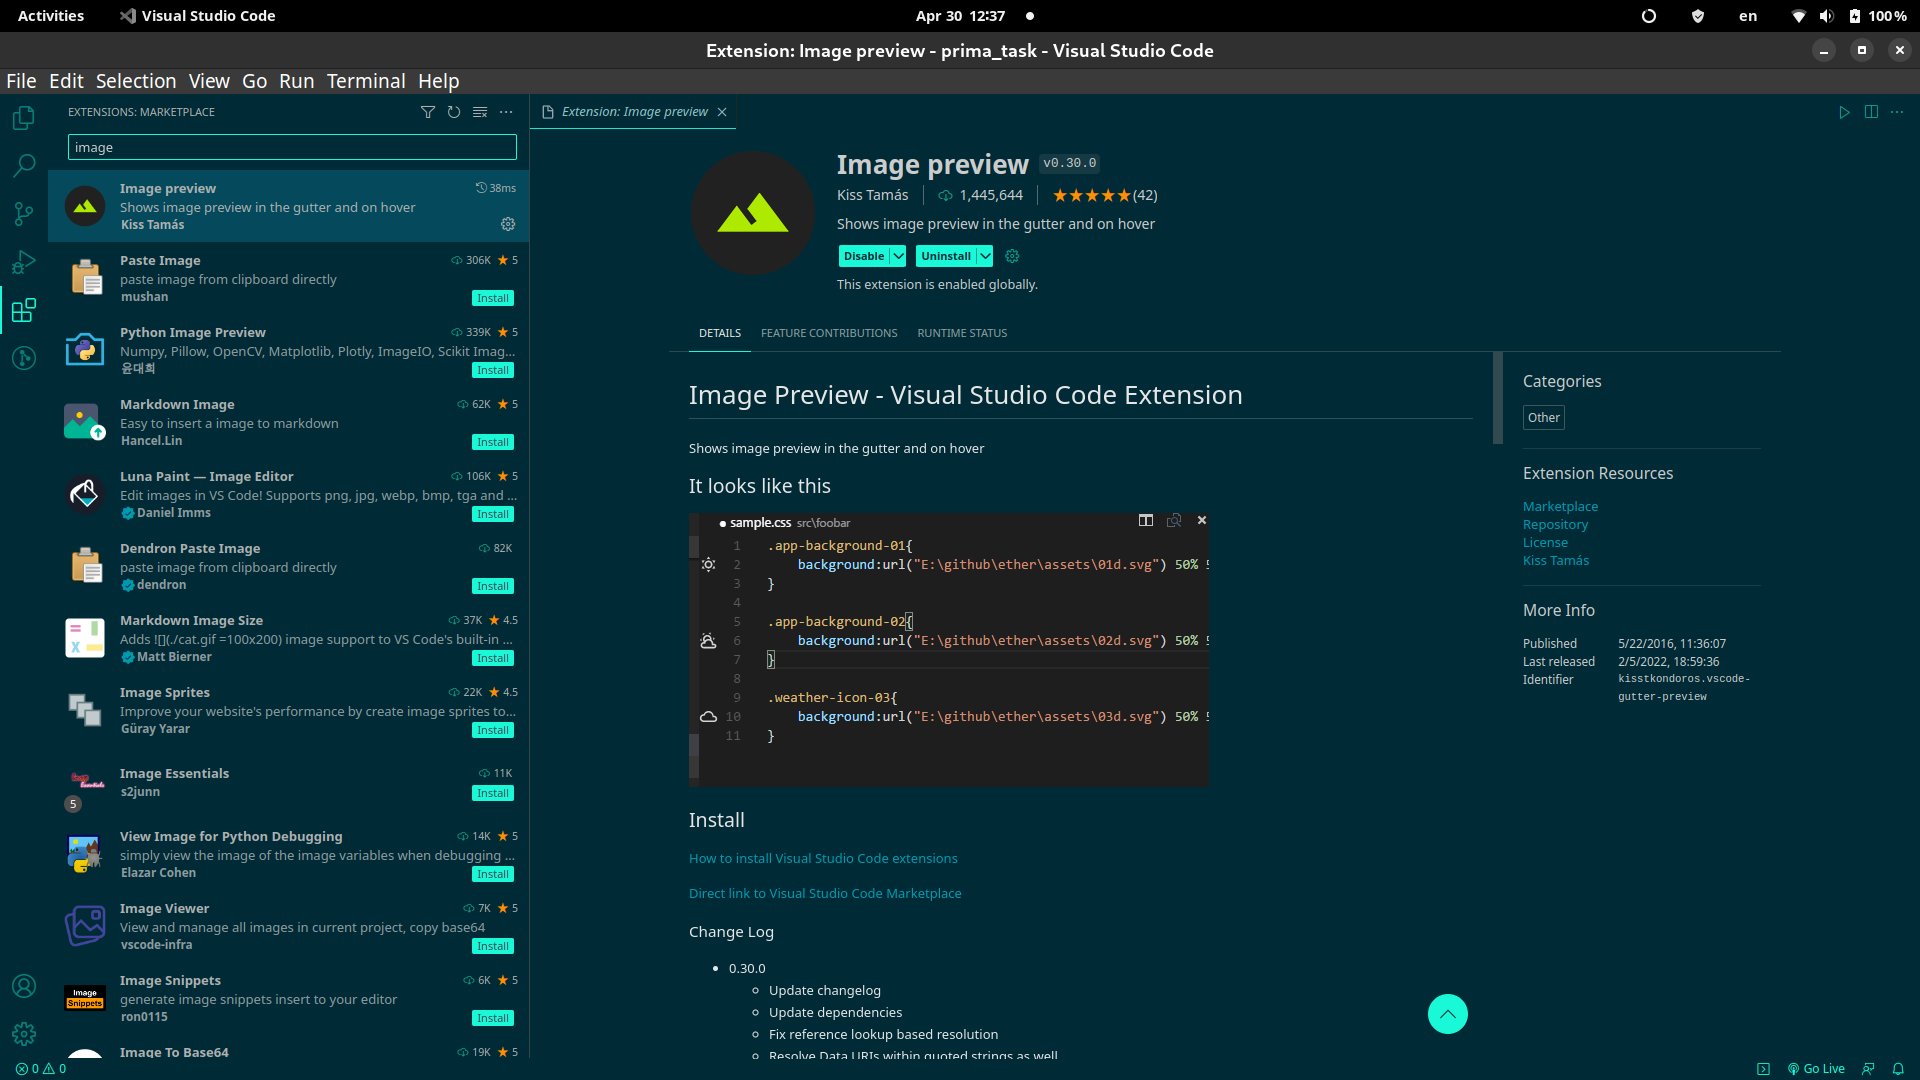 Activities Visual Studio Code Apr 30 12:37 en 100%
Extension: Image preview - prima_task - Visual Studio Code
File Edit Selection View Go Run Terminal Help
EXTENSIONS: MARKETPLACE
image
Image preview 38ms
Shows image preview in the gutter and on hover
Kiss Tamás
Paste Image 306K 5
paste image from clipboard directly
mushan Install
Python Image Preview 339K 5
Numpy, Pillow, OpenCV, Matplotlib, Plotly, ImageIO, Scikit Imag...
윤대희 Install
Markdown Image 62K 5
Easy to insert a image to markdown
Hancel.Lin Install
Luna Paint — Image Editor 106K 5
Edit images in VS Code! Supports png, jpg, webp, bmp, tga and ...
Daniel Imms Install
Dendron Paste Image 82K
paste image from clipboard directly
dendron Install
Markdown Image Size 37K 4.5
Adds ![](./cat.gif =100x200) image support to VS Code's built-in ...
Matt Bierner Install
Image Sprites 22K 4.5
Improve your website's performance by create image sprites to...
Güray Yarar Install
Image Essentials 11K
s2junn Install
5
View Image for Python Debugging 14K 5
simply view the image of the image variables when debugging ...
Elazar Cohen Install
Image Viewer 7K 5
View and manage all images in current project, copy base64
vscode-infra Install
Image Snippets 6K 5
generate image snippets insert to your editor
ron0115 Install
Image Snippets
Image To Base64 19K 5
Extension: Image preview
Image preview v0.30.0
Kiss Tamás 1,445,644 (42)
Shows image preview in the gutter and on hover
Disable Uninstall
This extension is enabled globally.
DETAILS FEATURE CONTRIBUTIONS RUNTIME STATUS
Image Preview - Visual Studio Code Extension
Shows image preview in the gutter and on hover
It looks like this
sample.css src\foobar
1 .app-background-01{
2 background:url("E:\github\ether\assets\01d.svg") 50%
3 }
4
5 .app-background-02{
6 background:url("E:\github\ether\assets\02d.svg") 50%
7 }
8
9 .weather-icon-03{
10 background:url("E:\github\ether\assets\03d.svg") 50%
11 }
Install
How to install Visual Studio Code extensions
Direct link to Visual Studio Code Marketplace
Change Log
• 0.30.0
Update changelog
Update dependencies
Fix reference lookup based resolution
Resolve Data URIs within quoted strings as well
Categories
Other
Extension Resources
Marketplace
Repository
License
Kiss Tamás
More Info
Published 5/22/2016, 11:36:07
Last released 2/5/2022, 18:59:36
Identifier kisstkondoros.vscode-
gutter-preview
0 0 Go Live